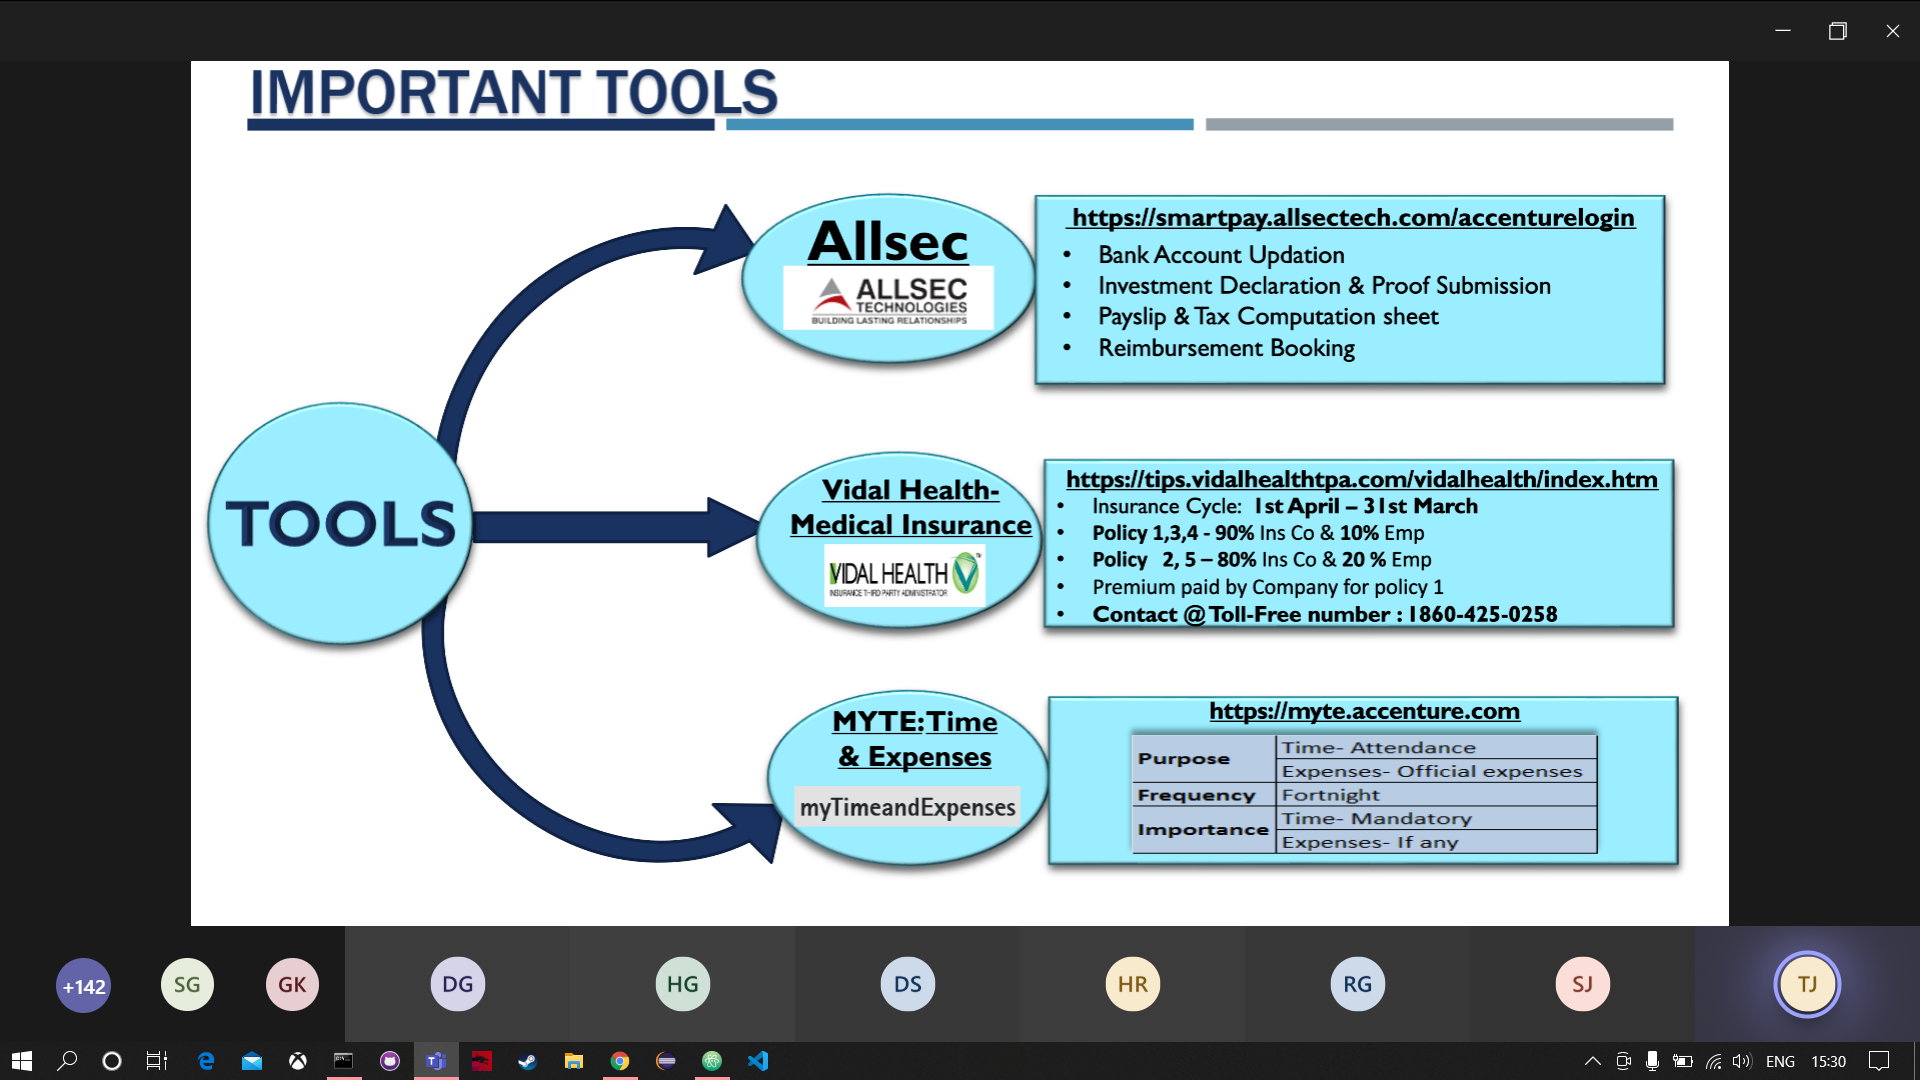 IMPORTANT TOOLS
Allsec
ALLSEC
TECHNOLOGIES
BUILDING LASTING RELATIONSHIPS
https://smartpay.allsectech.com/accenturelogin
• Bank Account Updation
• Investment Declaration & Proof Submission
• Payslip & Tax Computation sheet
• Reimbursement Booking
TOOLS
Vidal Health-
Medical Insurance
VIDAL HEALTH
INSURANCE THIRD PARTY ADMINISTRATOR
https://tips.vidalhealthtpa.com/vidalhealth/index.htm
• Insurance Cycle: 1st April – 31st March
• Policy 1,3,4 - 90% Ins Co & 10% Emp
• Policy 2, 5 – 80% Ins Co & 20 % Emp
• Premium paid by Company for policy 1
• Contact @ Toll-Free number : 1860-425-0258
MYTE: Time
& Expenses
myTimeandExpenses
https://myte.accenture.com
Purpose
Time- Attendance
Expenses- Official expenses
Frequency
Fortnight
Importance
Time- Mandatory
Expenses- If any
+142
SG
GK
DG
HG
DS
HR
RG
SJ
TJ
ENG
15:30